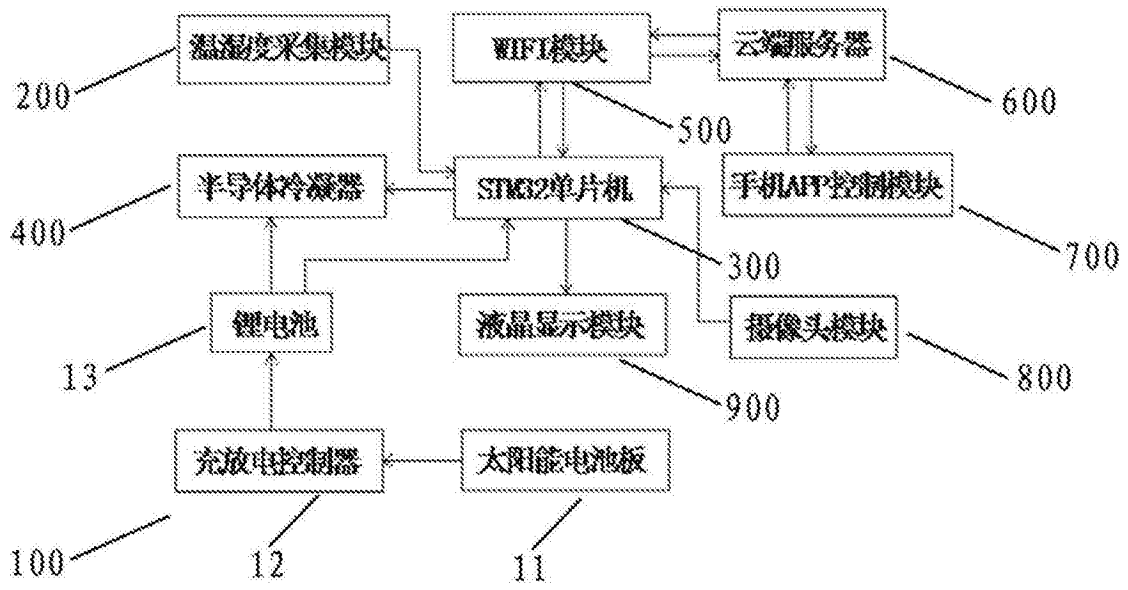 温湿度采集模块
WIFI模块
云端服务器
200
500
600
半导体冷凝器
STM32单片机
手机APP控制模块
400
300
700
锂电池
液晶显示模块
摄像头模块
13
900
800
充放电控制器
太阳能电池板
100
12
11